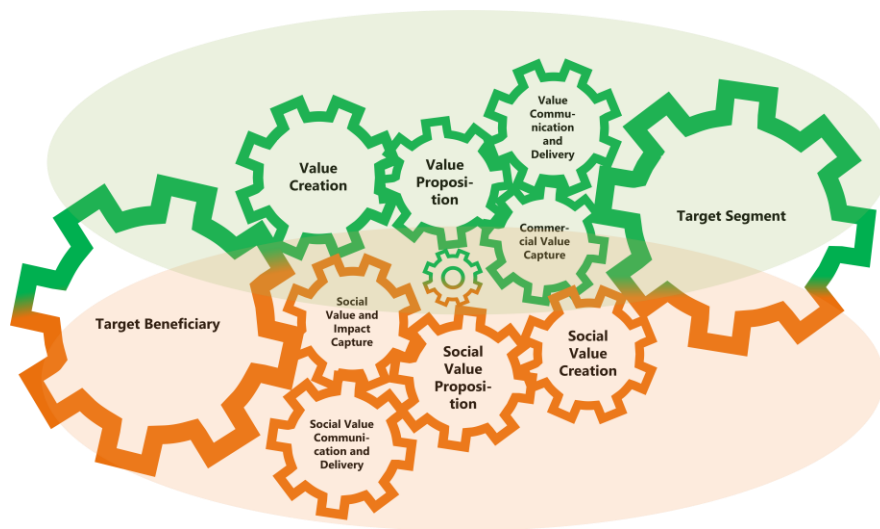 Value
Commu-
nication
and
Delivery
Value
Creation
Value
Proposi-
tion
Target Segment
Commer-
cial Value
Capture
Target Beneficiary
Social
Value and
Impact
Capture
Social
Value
Proposi-
tion
Social
Value
Creation
Social Value
Communi-
cation and
Delivery